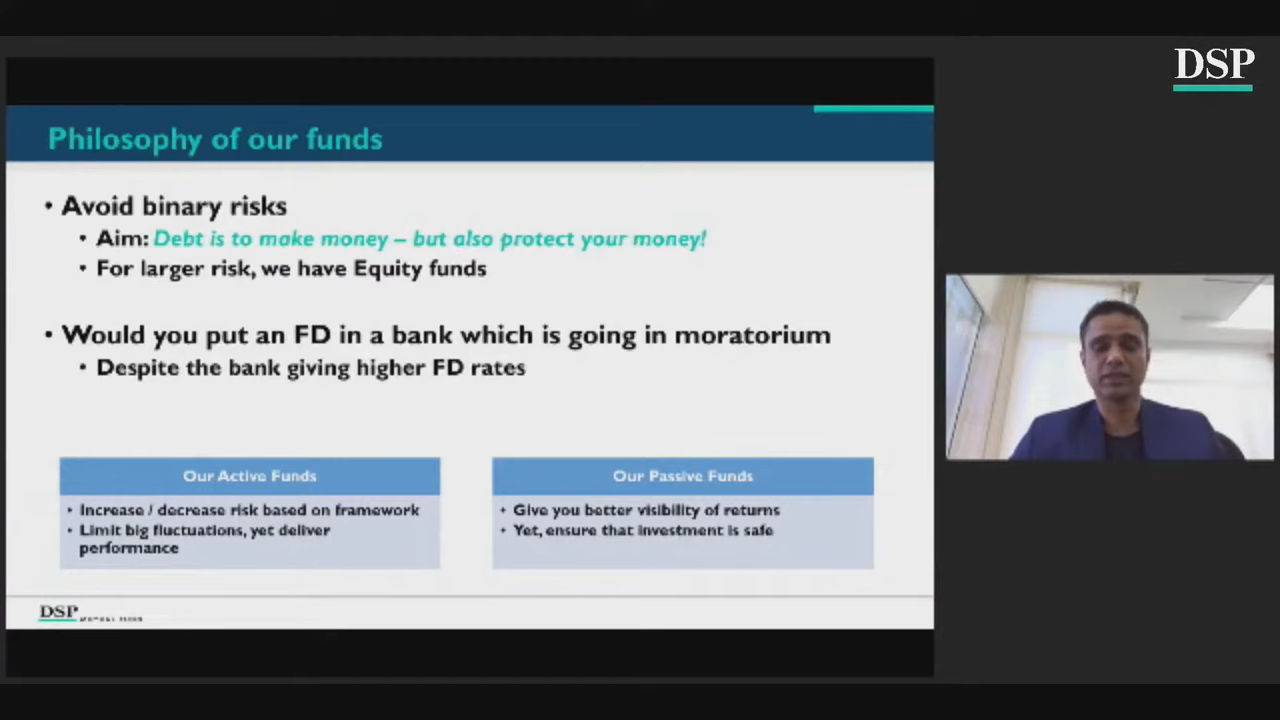 DSP
Philosophy of our funds
• Avoid binary risks
• Aim: Debt is to make money – but also protect your money!
• For larger risk, we have Equity funds
• Would you put an FD in a bank which is going in moratorium
• Despite the bank giving higher FD rates
Our Active Funds
• Increase / decrease risk based on framework
• Limit big fluctuations, yet deliver
performance
Our Passive Funds
• Give you better visibility of returns
• Yet, ensure that investment is safe
DSP